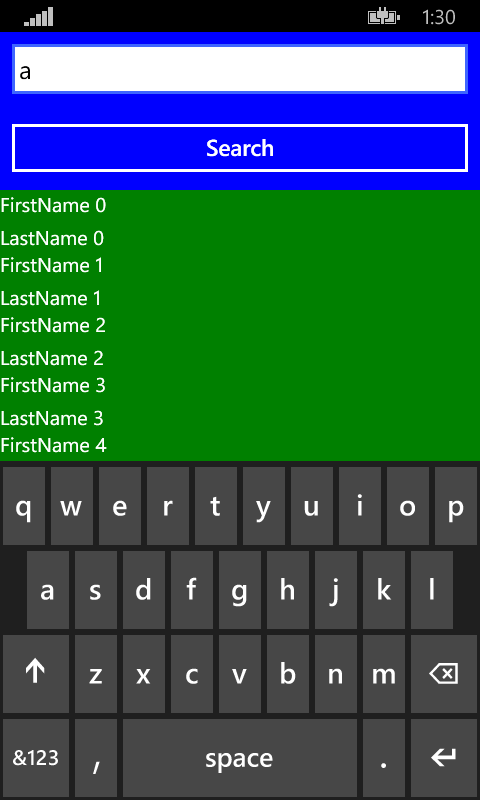 1:30
a
Search
FirstName 0
LastName 0
FirstName 1
LastName 1
FirstName 2
LastName 2
FirstName 3
LastName 3
FirstName 4
q w e r t y u i o p
a s d f g h j k l
z x c v b n m
&123 , space .